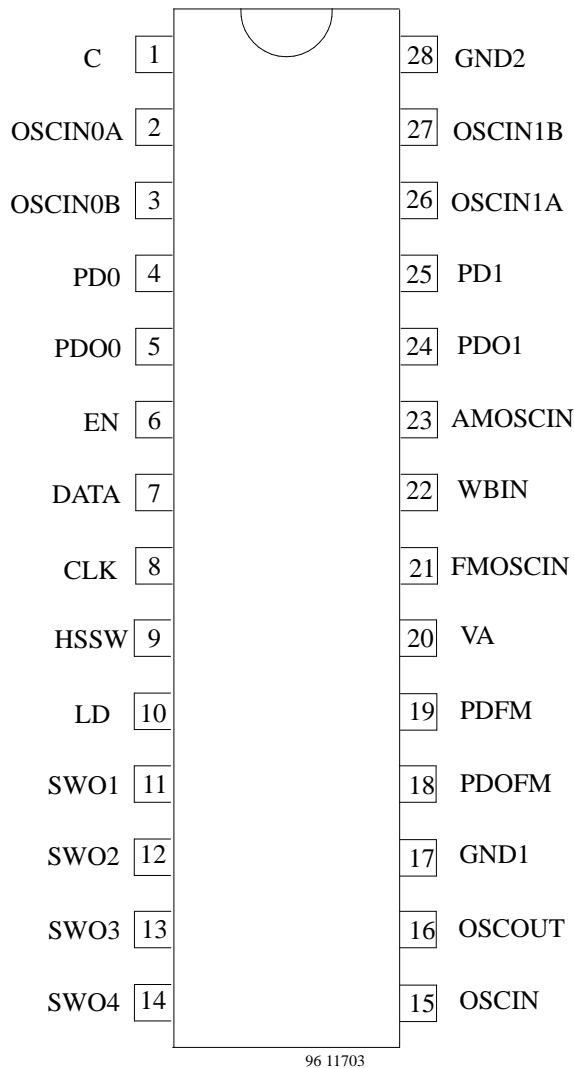 C 1 28 GND2
OSCIN0A 2 27 OSCIN1B
OSCIN0B 3 26 OSCIN1A
PD0 4 25 PD1
PDO0 5 24 PDO1
EN 6 23 AMOSCIN
DATA 7 22 WBIN
CLK 8 21 FMOSCIN
HSSW 9 20 VA
LD 10 19 PDFM
SWO1 11 18 PDOFM
SWO2 12 17 GND1
SWO3 13 16 OSCOUT
SWO4 14 15 OSCIN
96 11703